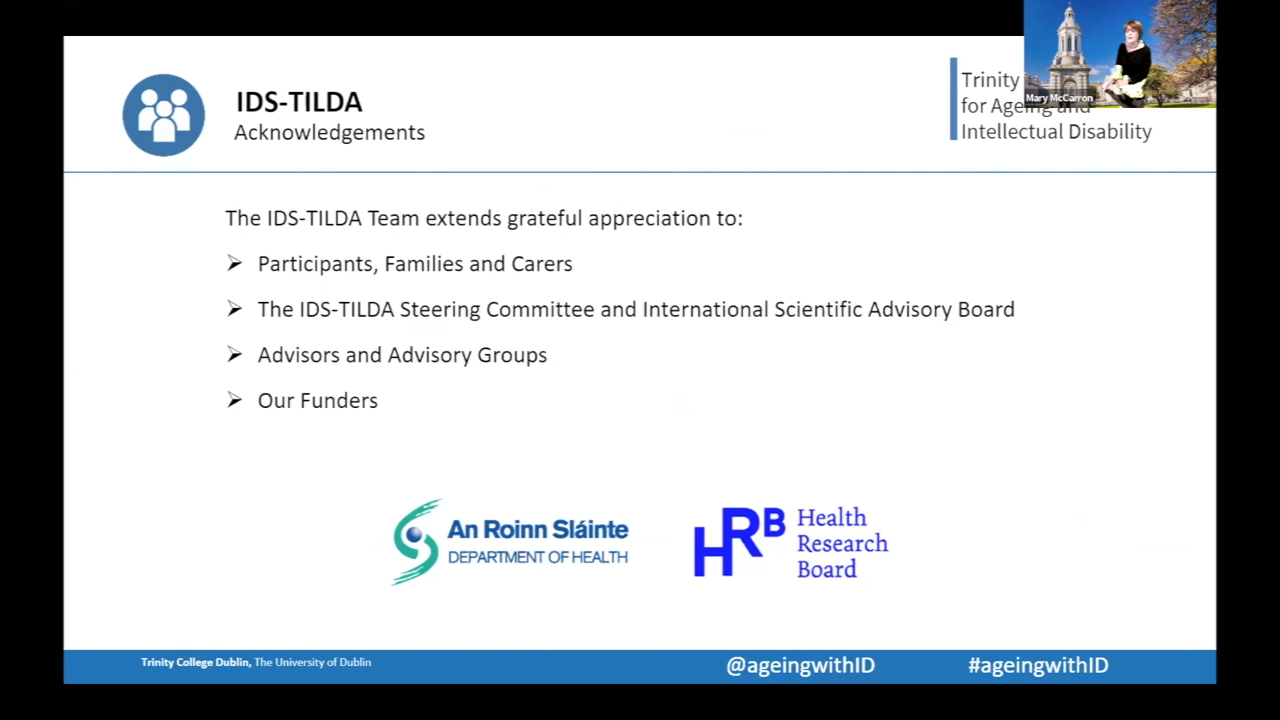 IDS-TILDA
Acknowledgements
Trinity
for Ageing and
Intellectual Disability
Mary McCarron
The IDS-TILDA Team extends grateful appreciation to:
Participants, Families and Carers
The IDS-TILDA Steering Committee and International Scientific Advisory Board
Advisors and Advisory Groups
Our Funders
An Roinn Sláinte
DEPARTMENT OF HEALTH
HRB
Health
Research
Board
Trinity College Dublin, The University of Dublin
@ageingwithID
#ageingwithID